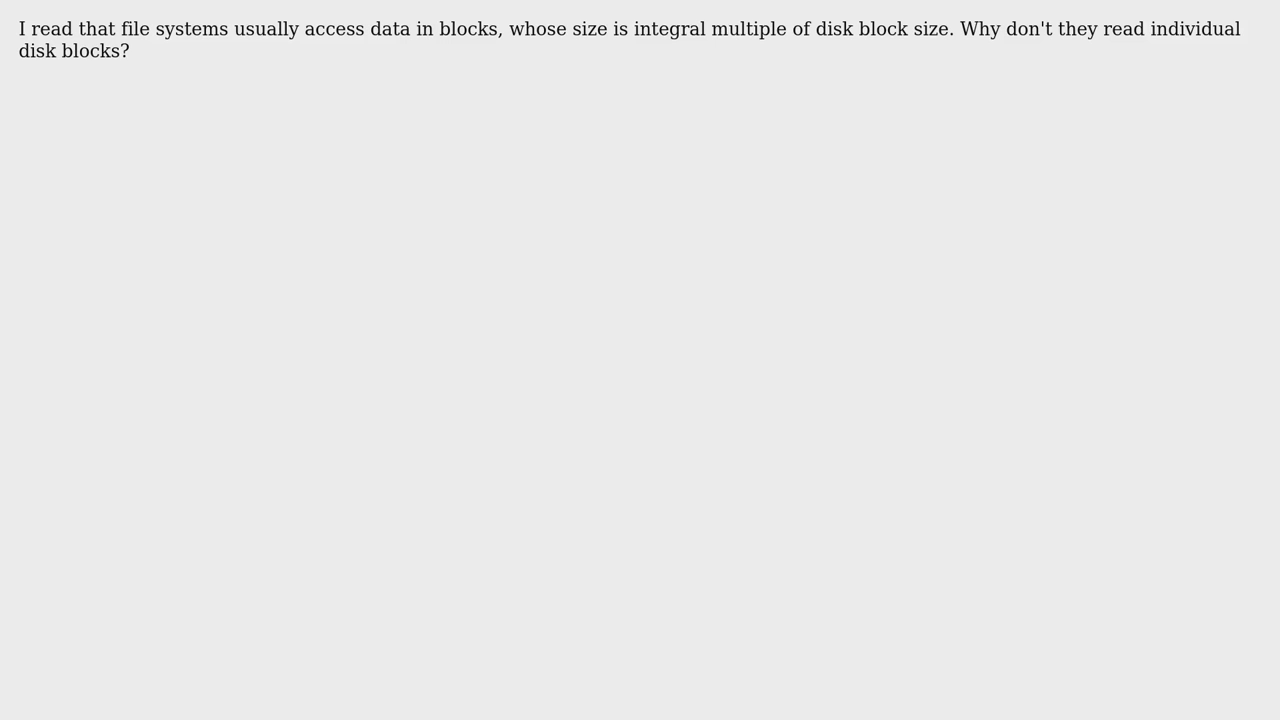 I read that file systems usually access data in blocks, whose size is integral multiple of disk block size. Why don't they read individual
disk blocks?